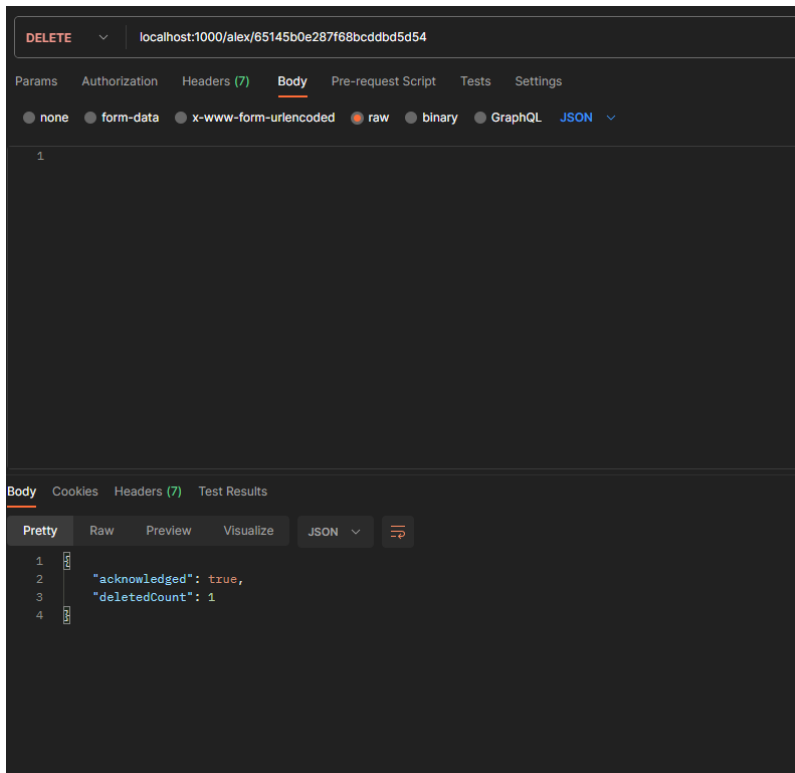 DELETE localhost:1000/alex/65145b0e287f68bcddbd5d54
Params Authorization Headers (7) Body Pre-request Script Tests Settings
none form-data x-www-form-urlencoded raw binary GraphQL JSON
1
Body Cookies Headers (7) Test Results
Pretty Raw Preview Visualize JSON
1 {
2 "acknowledged": true,
3 "deletedCount": 1
4 }